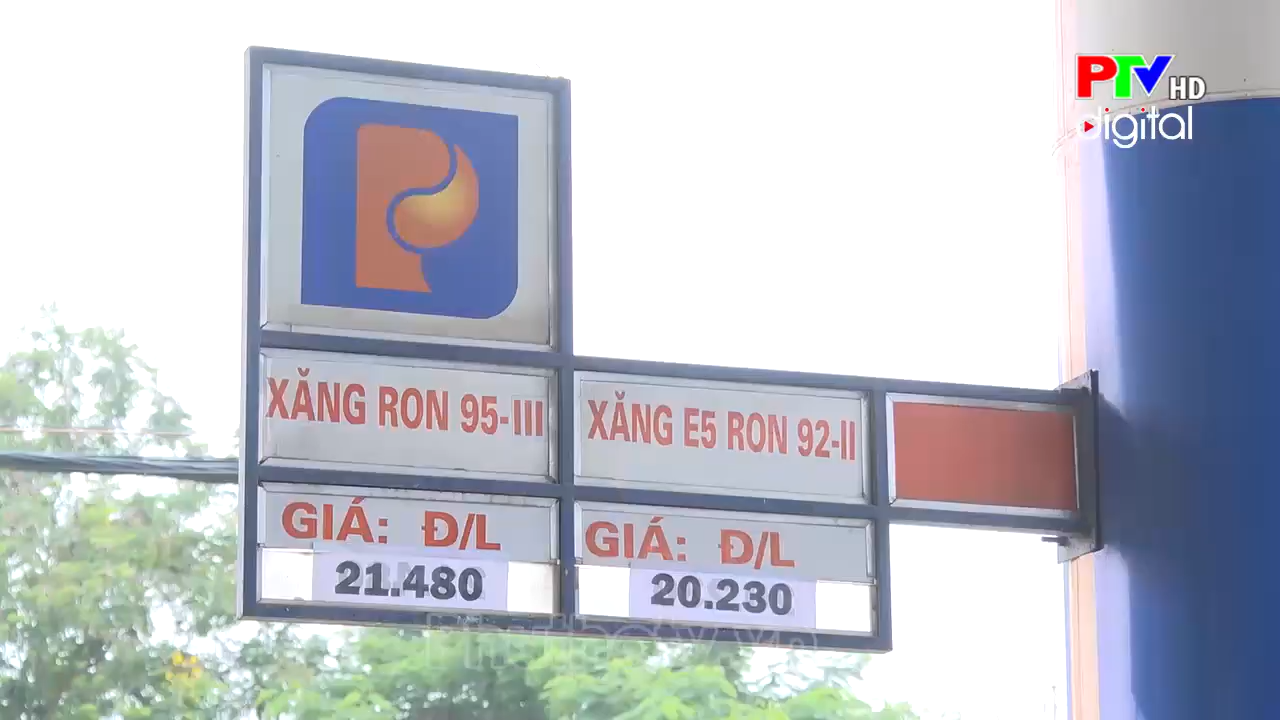 PTV HD
digital
XĂNG RON 95-III
XĂNG E5 RON 92-II
GIÁ: Đ/L
21.480
GIÁ: Đ/L
20.230